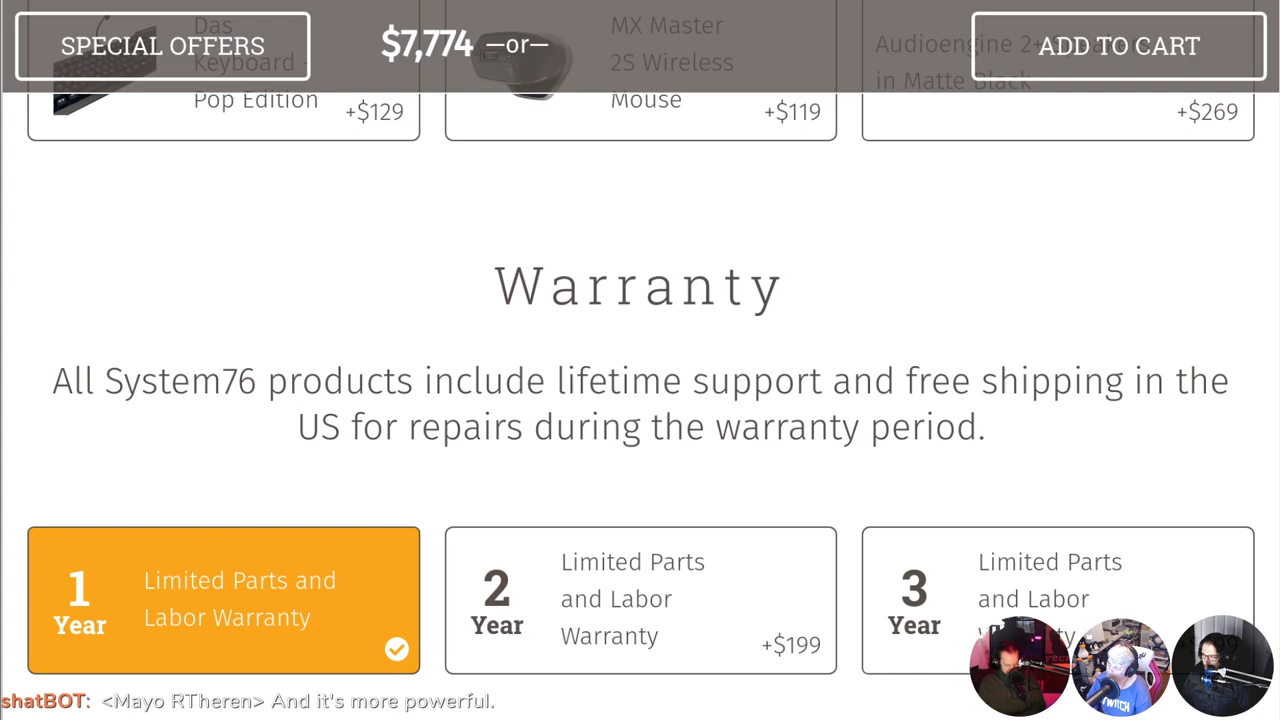 SPECIAL OFFERS
$7,774 —or—
ADD TO CART
Das
Keyboard -
Pop Edition
+$129
MX Master
2S Wireless
Mouse
+$119
Audioengine 2+
in Matte Black
+$269
Warranty
All System76 products include lifetime support and free shipping in the
US for repairs during the warranty period.
1
Year
Limited Parts and
Labor Warranty
2
Year
Limited Parts
and Labor
Warranty
+$199
3
Year
Limited Parts
and Labor
shatBOT: <Mayo RTheren> And it's more powerful.